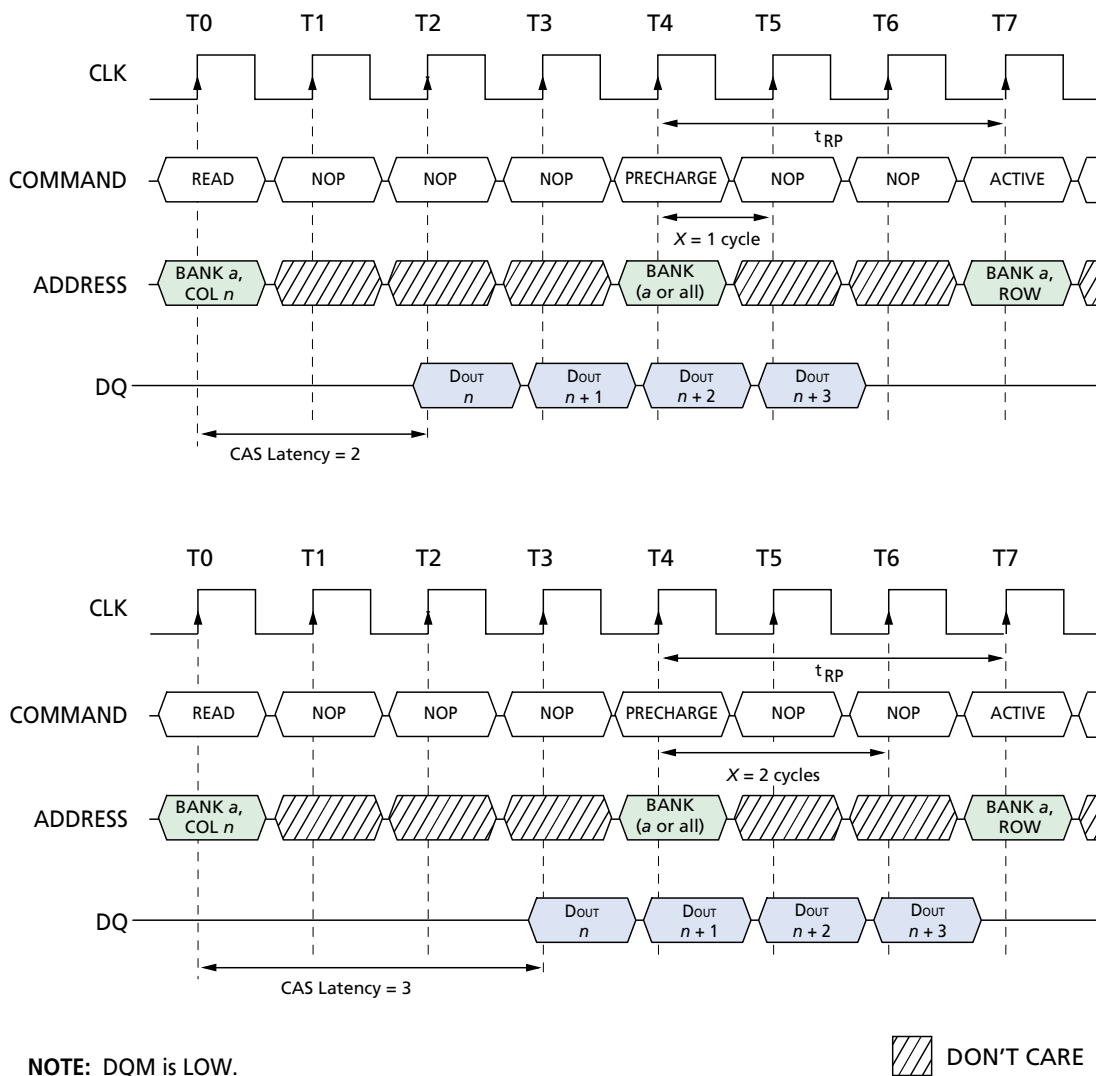 T0 T1 T2 T3 T4 T5 T6 T7
CLK
tRP
COMMAND READ NOP NOP NOP PRECHARGE NOP NOP ACTIVE
X = 1 cycle
ADDRESS
BANK a,
COL n
BANK
(a or all)
BANK a,
ROW
DQ
DOUT
n
DOUT
n + 1
DOUT
n + 2
DOUT
n + 3
CAS Latency = 2
T0 T1 T2 T3 T4 T5 T6 T7
CLK
tRP
COMMAND READ NOP NOP NOP PRECHARGE NOP NOP ACTIVE
X = 2 cycles
ADDRESS
BANK a,
COL n
BANK
(a or all)
BANK a,
ROW
DQ
DOUT
n
DOUT
n + 1
DOUT
n + 2
DOUT
n + 3
CAS Latency = 3
NOTE: DQM is LOW.
DON'T CARE